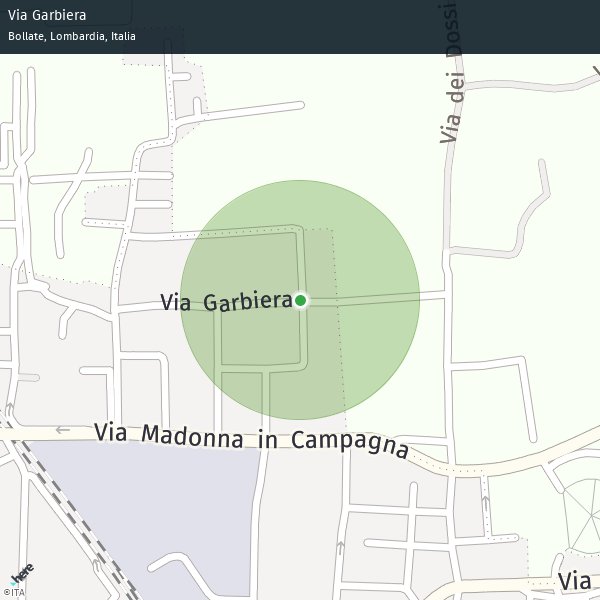 Via Garbiera
Bollate, Lombardia, Italia
Via dei Dossi
Via Garbiera
Via Madonna in Campagna
Via
here
©ITA